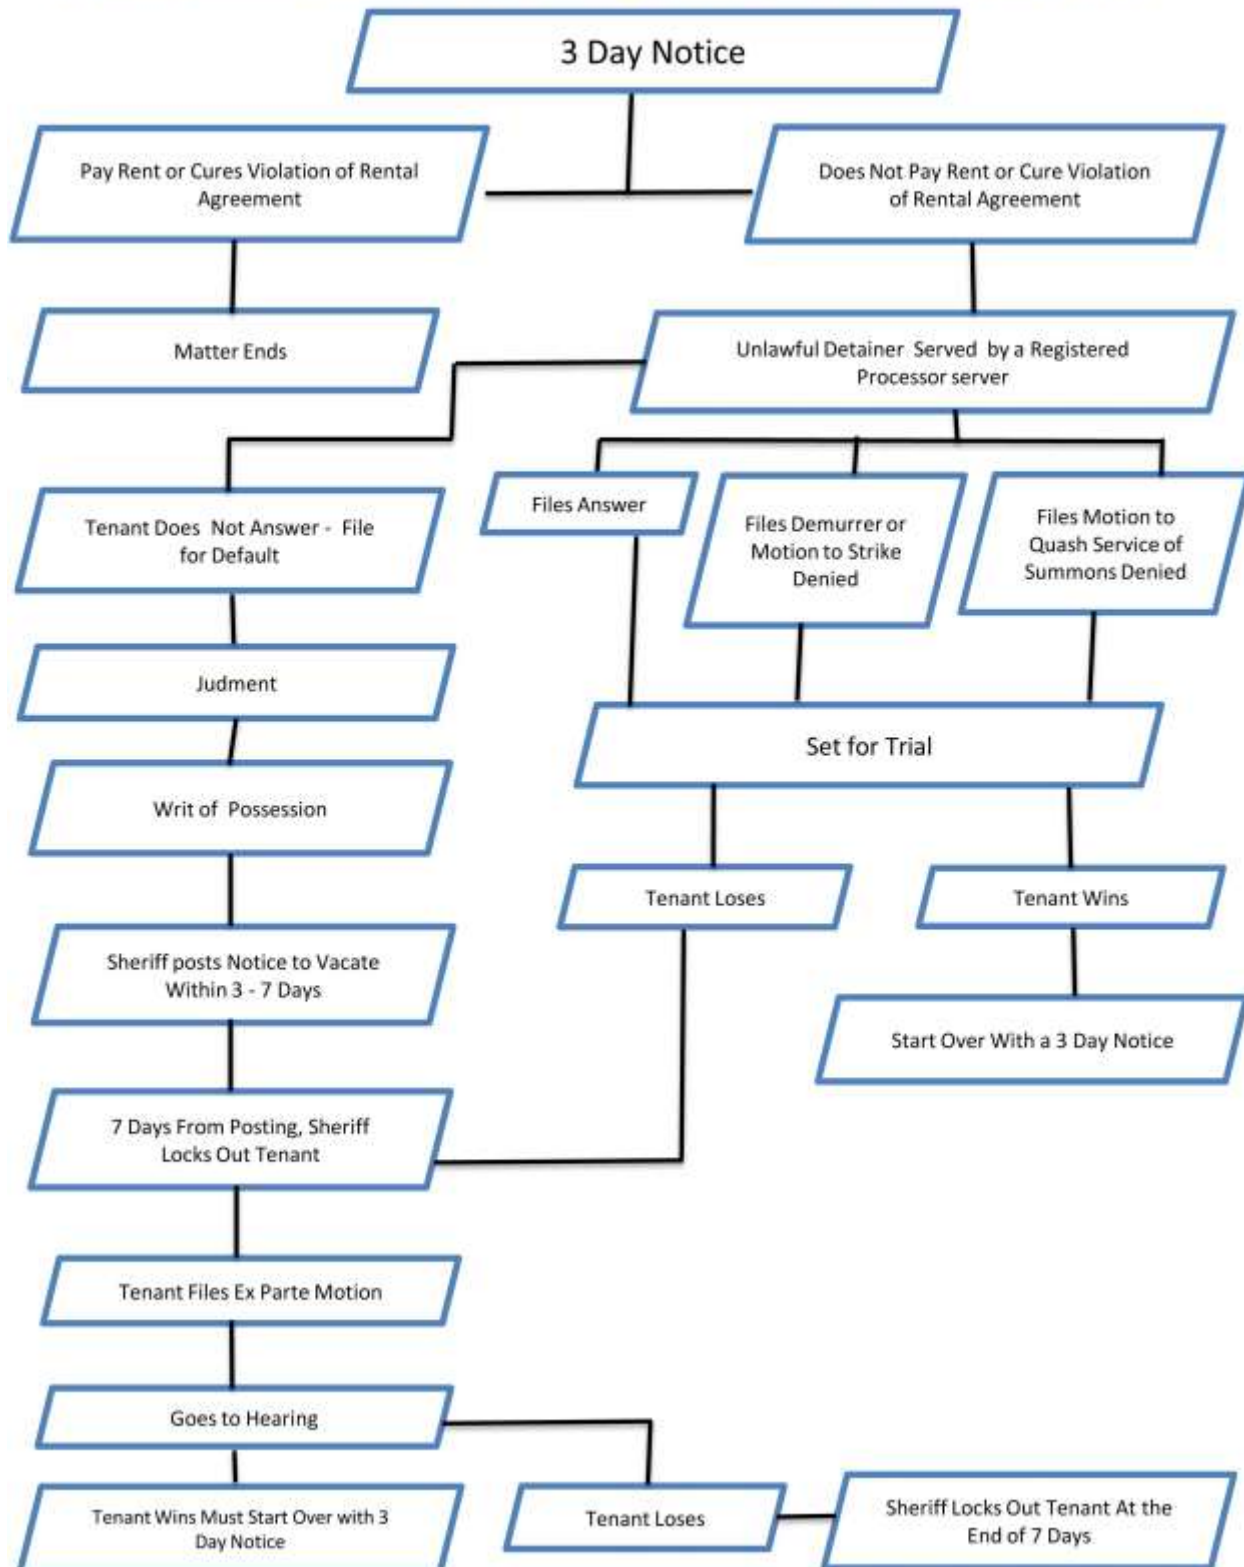 3 Day Notice
Pay Rent or Cures Violation of Rental
Agreement
Does Not Pay Rent or Cure Violation
of Rental Agreement
Matter Ends
Unlawful Detainer Served by a Registered
Processor server
Tenant Does Not Answer - File
for Default
Files Answer
Files Demurrer or
Motion to Strike
Denied
Files Motion to
Quash Service of
Summons Denied
Judment
Set for Trial
Writ of Possession
Tenant Loses
Tenant Wins
Sheriff posts Notice to Vacate
Within 3 - 7 Days
Start Over With a 3 Day Notice
7 Days From Posting, Sheriff
Locks Out Tenant
Tenant Files Ex Parte Motion
Goes to Hearing
Tenant Wins Must Start Over with 3
Day Notice
Tenant Loses
Sheriff Locks Out Tenant At the
End of 7 Days